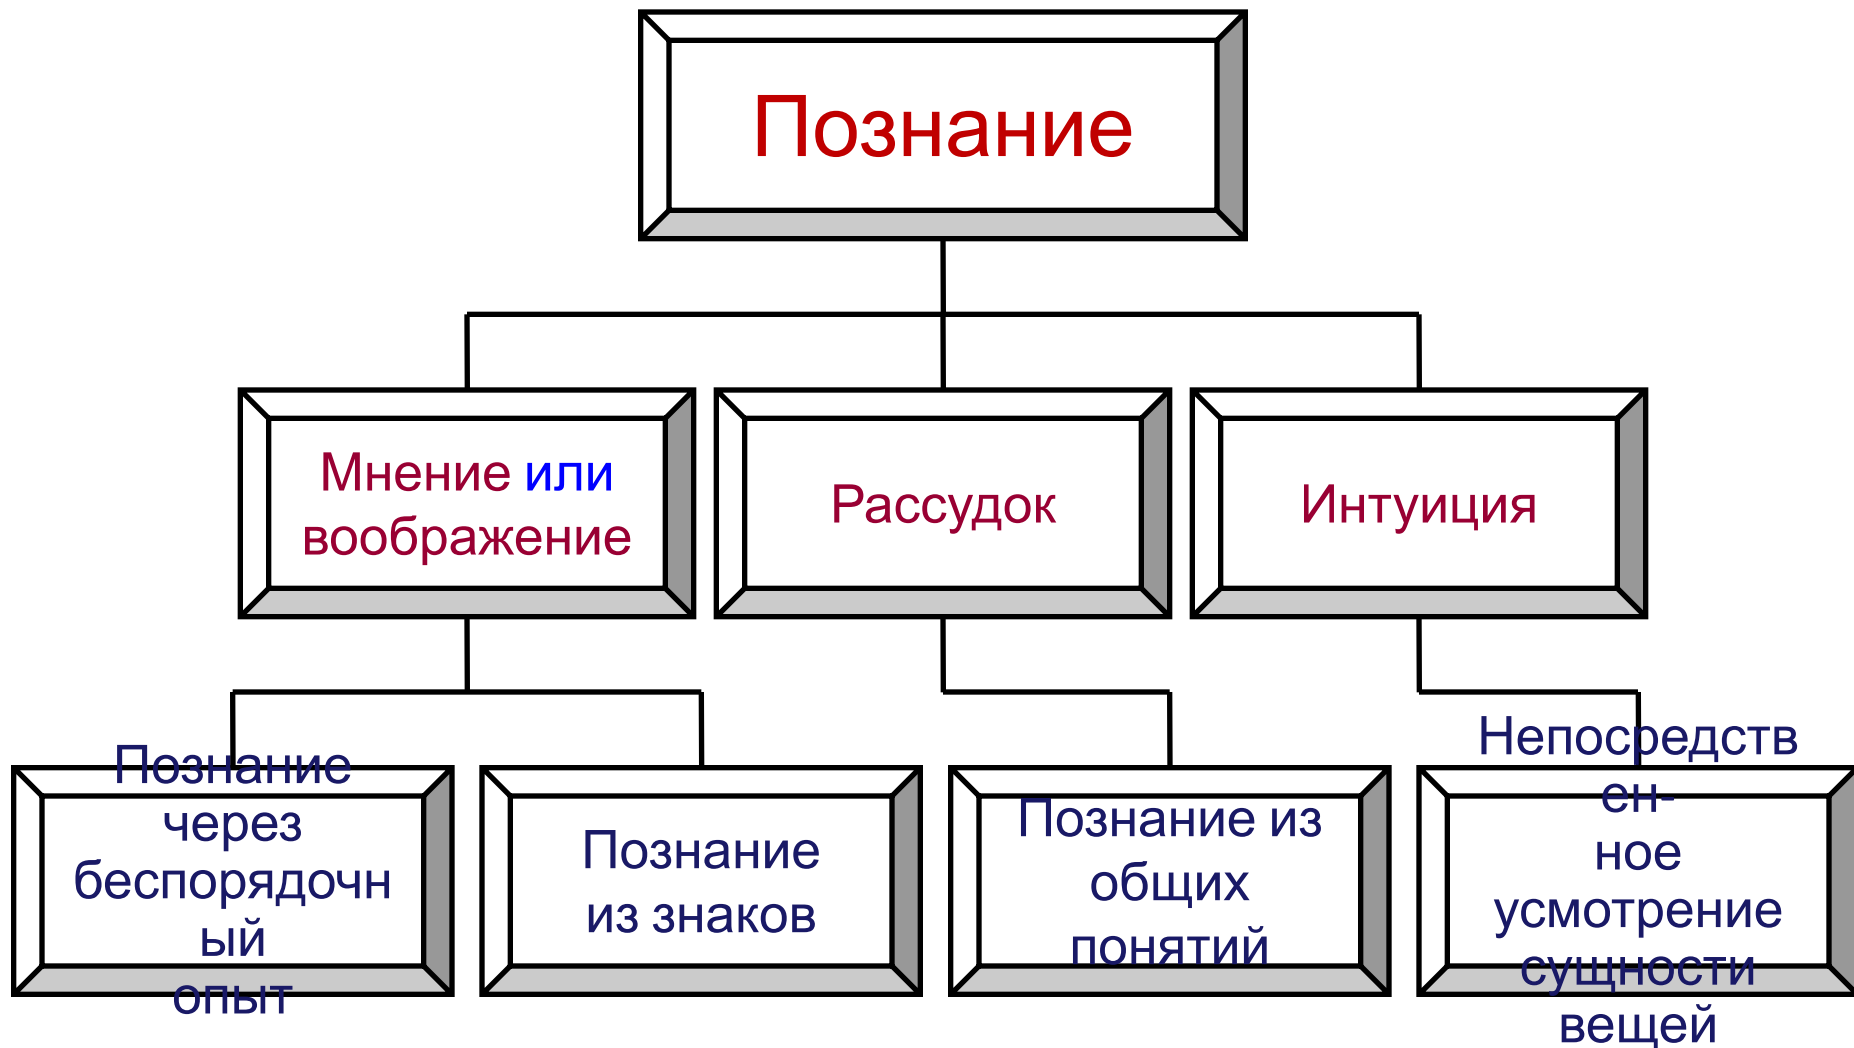 Познание
Мнение или
воображение
Рассудок
Интуиция
Познание
через
беспорядочн
ый
опыт
Познание
из знаков
Познание из
общих
понятий
Непосредств
ен-
ное
усмотрение
сущности
вещей